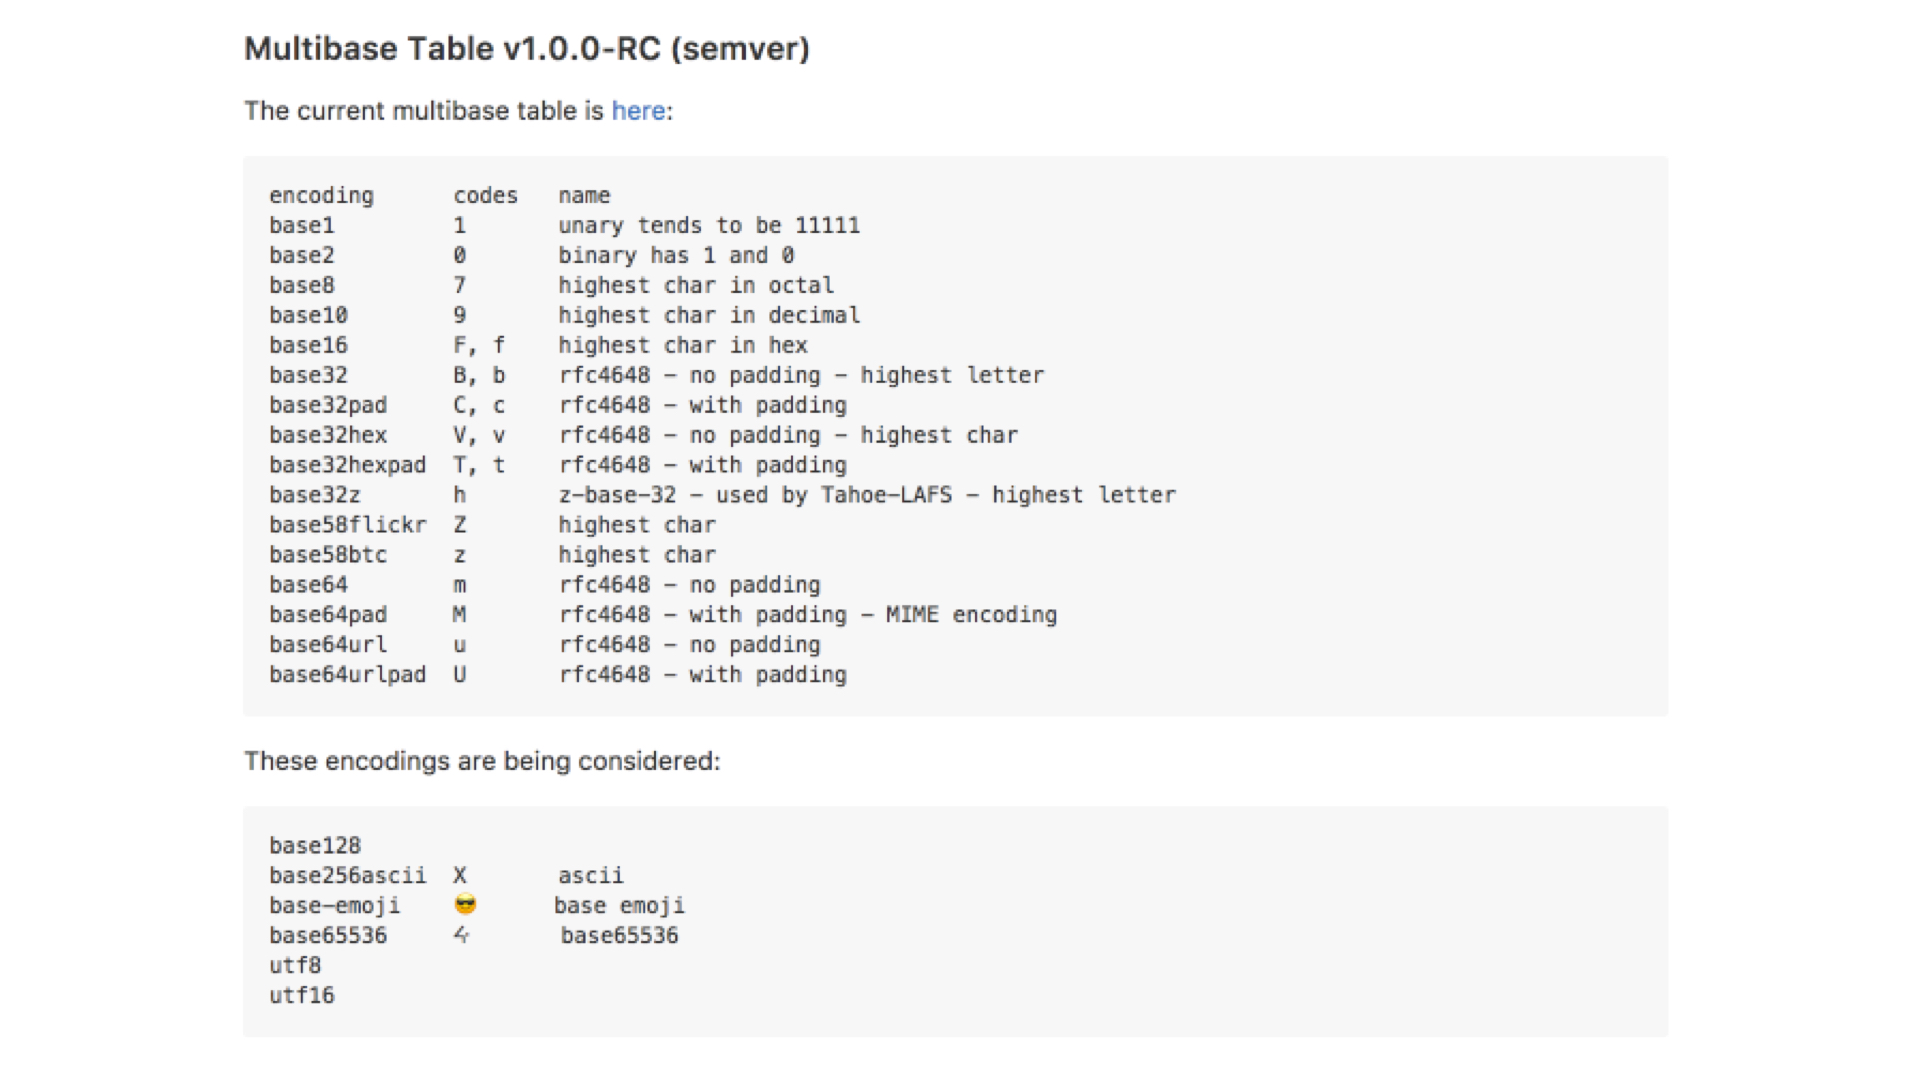 Multibase Table v1.0.0-RC (semver)
The current multibase table is here:
encoding codes name
base1 1 unary tends to be 11111
base2 0 binary has 1 and 0
base8 7 highest char in octal
base10 9 highest char in decimal
base16 F, f highest char in hex
base32 B, b rfc4648 - no padding - highest letter
base32pad C, c rfc4648 - with padding
base32hex V, v rfc4648 - no padding - highest char
base32hexpad T, t rfc4648 - with padding
base32z h z-base-32 - used by Tahoe-LAFS - highest letter
base58flickr Z highest char
base58btc z highest char
base64 m rfc4648 - no padding
base64pad M rfc4648 - with padding - MIME encoding
base64url u rfc4648 - no padding
base64urlpad U rfc4648 - with padding
These encodings are being considered:
base128
base256ascii X ascii
base-emoji 😎 base emoji
base65536 base65536
utf8
utf16